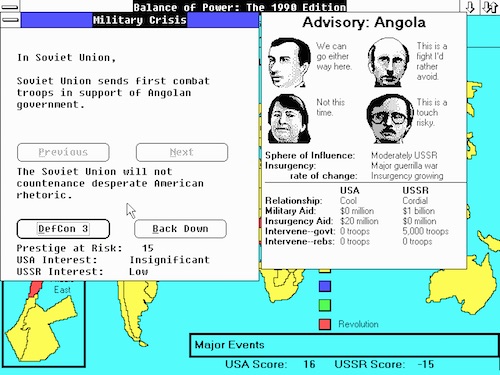 Balance of Power: The 1990 Edition
Military Crisis
In Soviet Union,
Soviet Union sends first combat
troops in support of Angolan
government.
Previous
Next
The Soviet Union will not
countenance desperate American
rhetoric.
DefCon 3
Back Down
Prestige at Risk: 15
USA Interest: Insignificant
USSR Interest: Low
Advisory: Angola
We can
go either
way here.
This is a
fight I'd
rather
avoid.
Not this
time.
This is a
touch
risky.
Sphere of Influence: Moderately USSR
Insurgency: Major guerrilla war
rate of change: Insurgency growing
USA USSR
Relationship: Cool Cordial
Military Aid: $0 million $1 billion
Insurgency Aid: $20 million $0 million
Intervene--govt: 0 troops 5,000 troops
Intervene--rebs: 0 troops 0 troops
East
Revolution
Major Events
USA Score: 16 USSR Score: -15